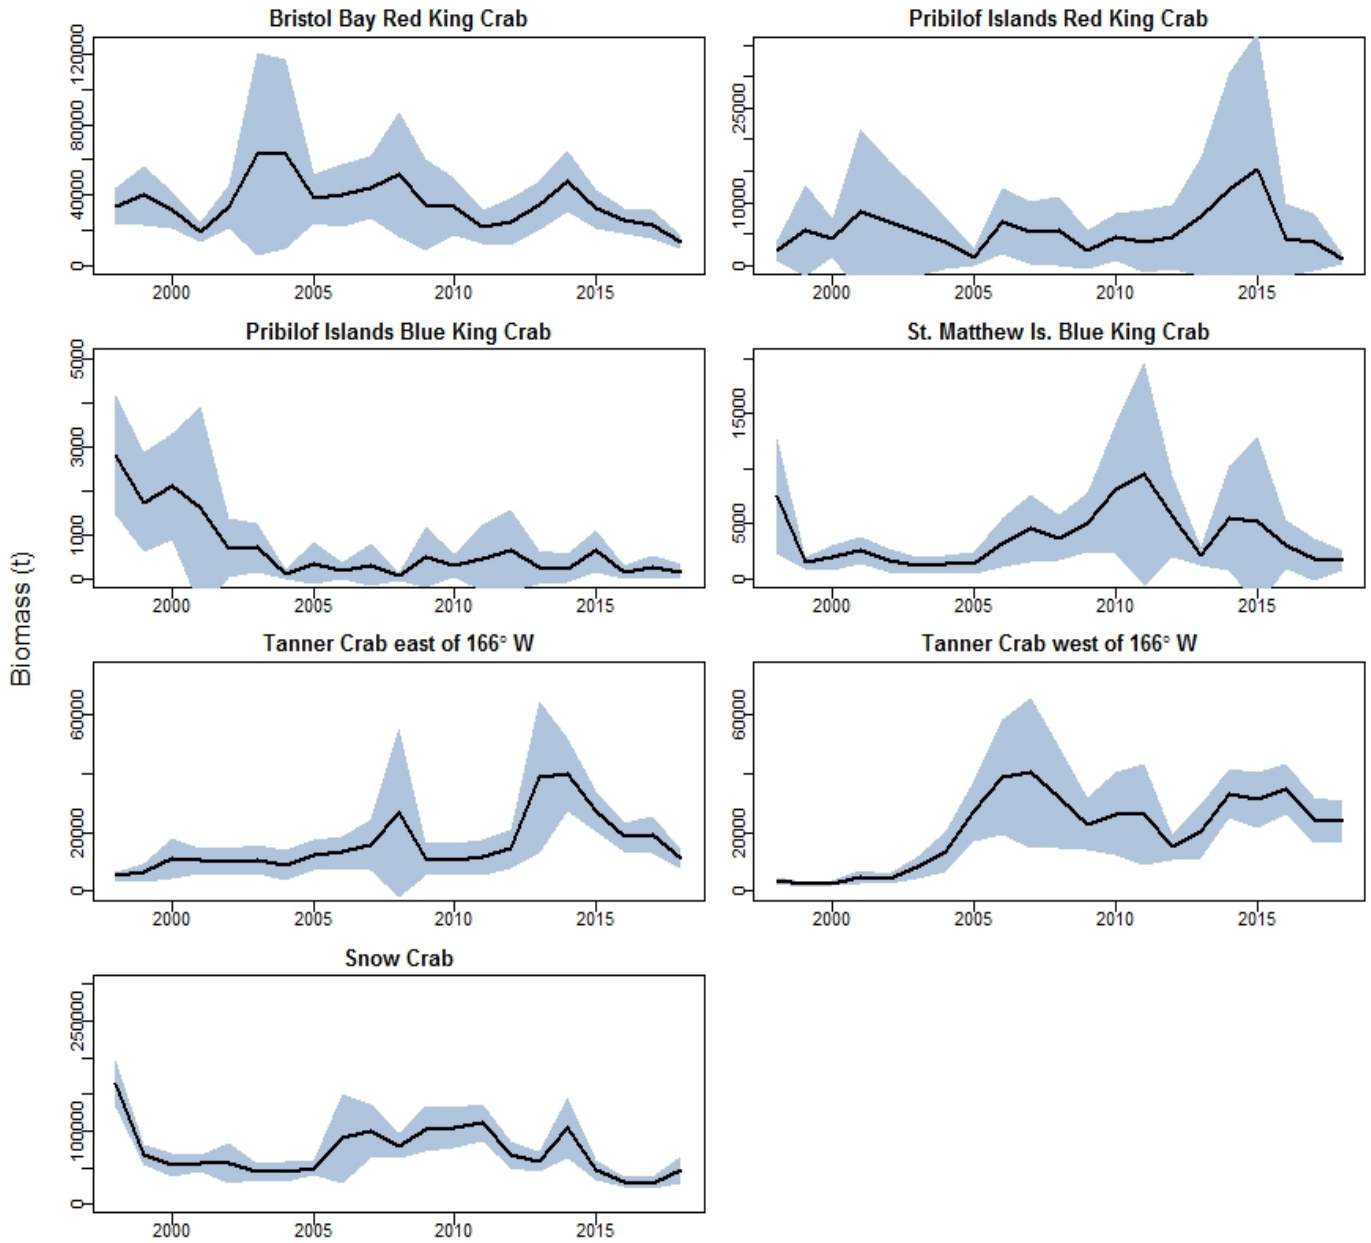 Bristol Bay Red King Crab
120000
80000
40000
0
2000 2005 2010 2015
Pribilof Islands Red King Crab
25000
10000
0
2000 2005 2010 2015
Pribilof Islands Blue King Crab
5000
3000
1000
0
2000 2005 2010 2015
St. Matthew Is. Blue King Crab
15000
5000
0
2000 2005 2010 2015
Biomass (t)
Tanner Crab east of 166° W
60000
20000
0
2000 2005 2010 2015
Tanner Crab west of 166° W
60000
20000
0
2000 2005 2010 2015
Snow Crab
250000
100000
0
2000 2005 2010 2015